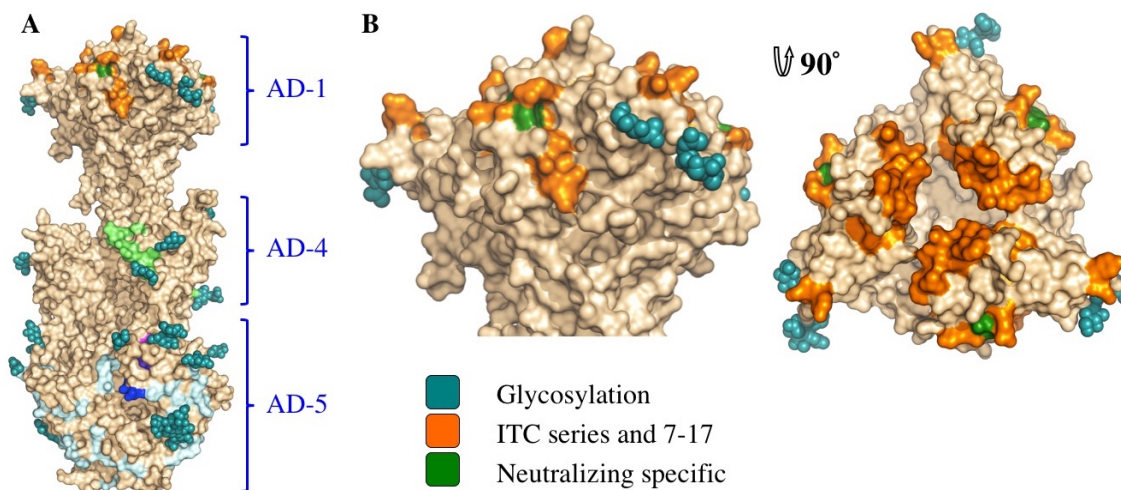 A
AD-1
AD-4
AD-5
B
90°
Glycosylation
ITC series and 7-17
Neutralizing specific